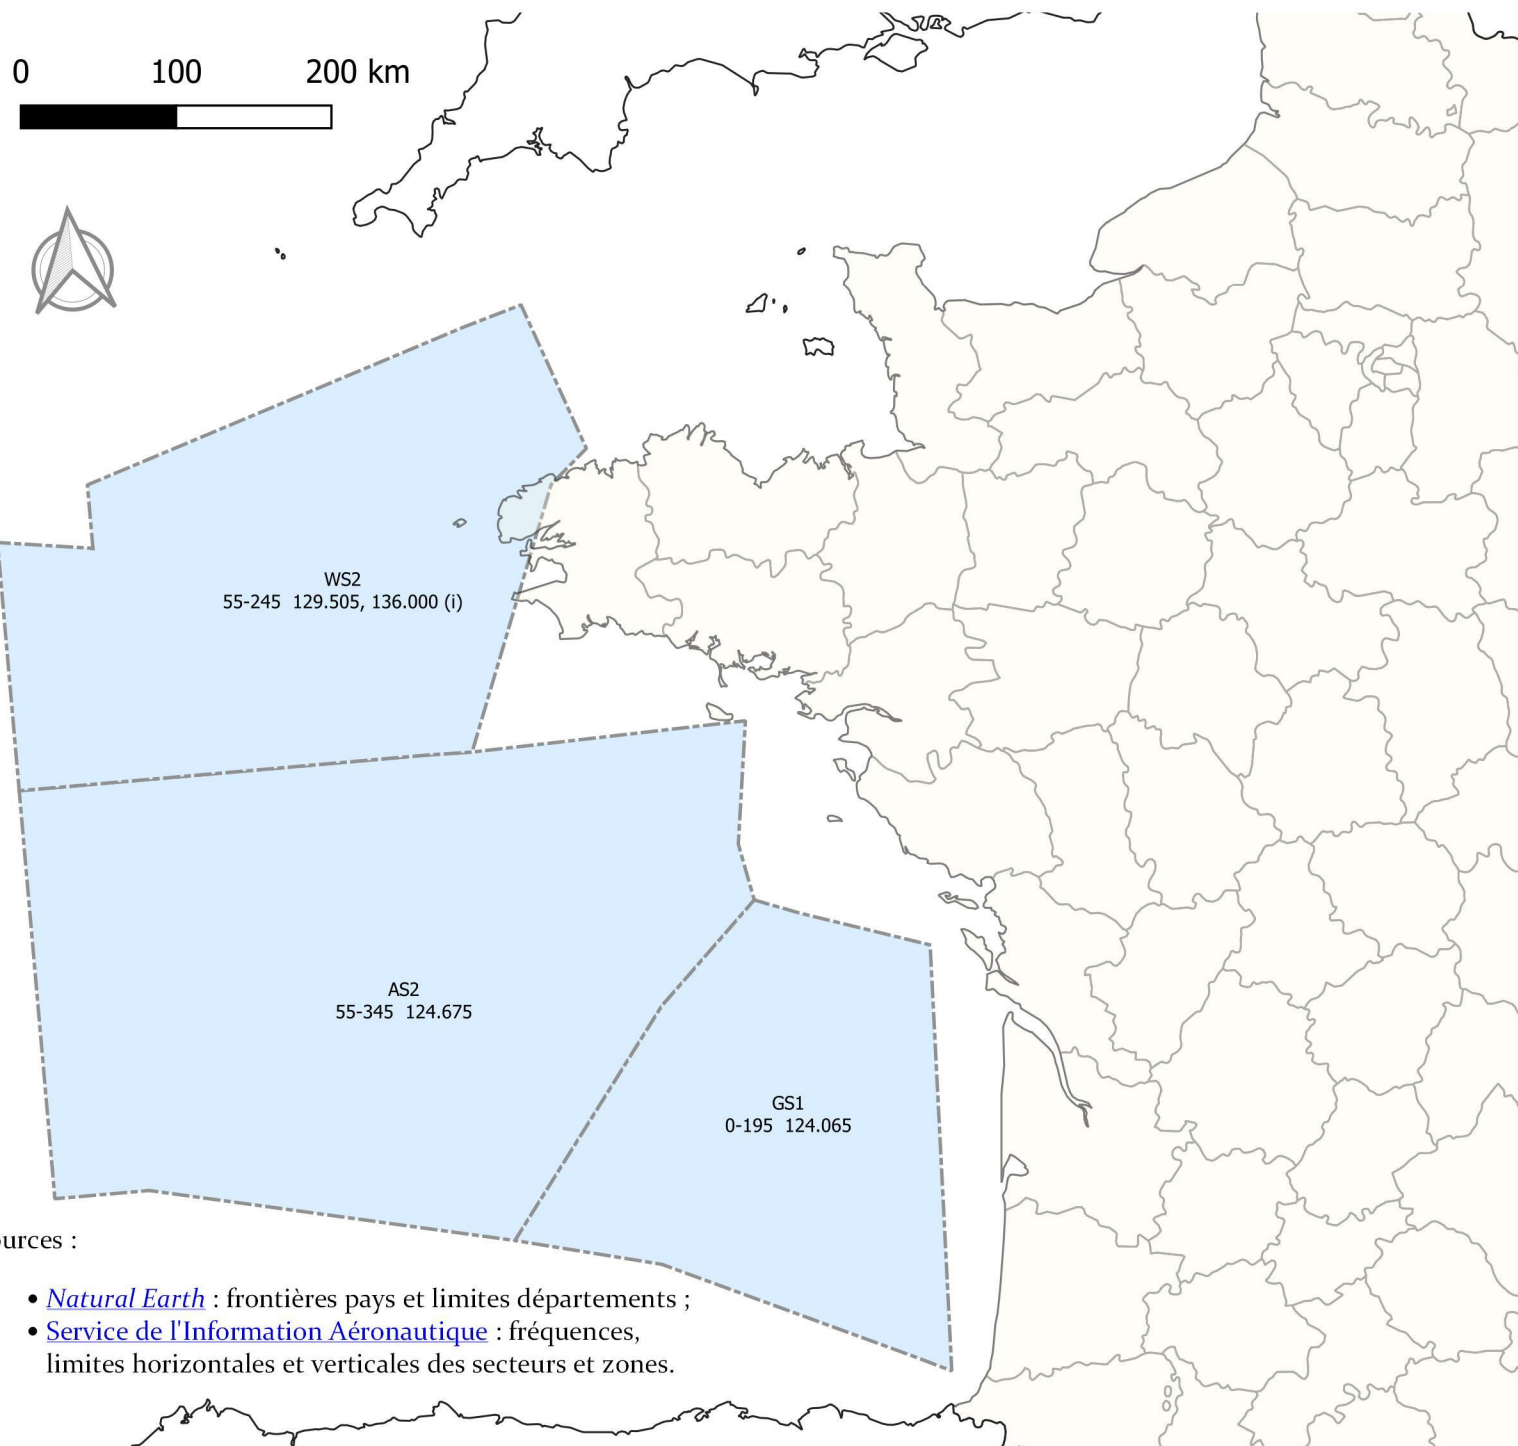 0 100 200 km
WS2
55-245 129.505, 136.000 (i)
AS2
55-345 124.675
GS1
0-195 124.065
urces :
• Natural Earth : frontières pays et limites départements ;
• Service de l'Information Aéronautique : fréquences,
limites horizontales et verticales des secteurs et zones.